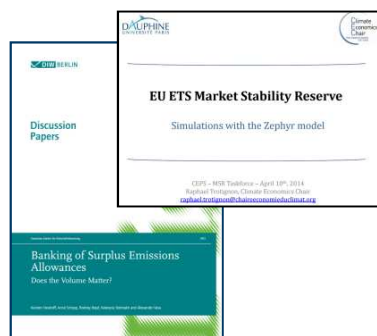 DAUPHINE
UNIVERSITÉ PARIS
Climate
Economics
Chair
EU ETS Market Stability Reserve
Simulations with the Zephyr model
CEPS – MSR Taskforce – April 18th, 2014
Raphael Trotignon, Climate Economics Chair
raphael.trotignon@chaireeconomieduclimat.org
DIW BERLIN
Discussion
Papers
Banking of Surplus Emissions
Allowances
Does the Volume Matter?